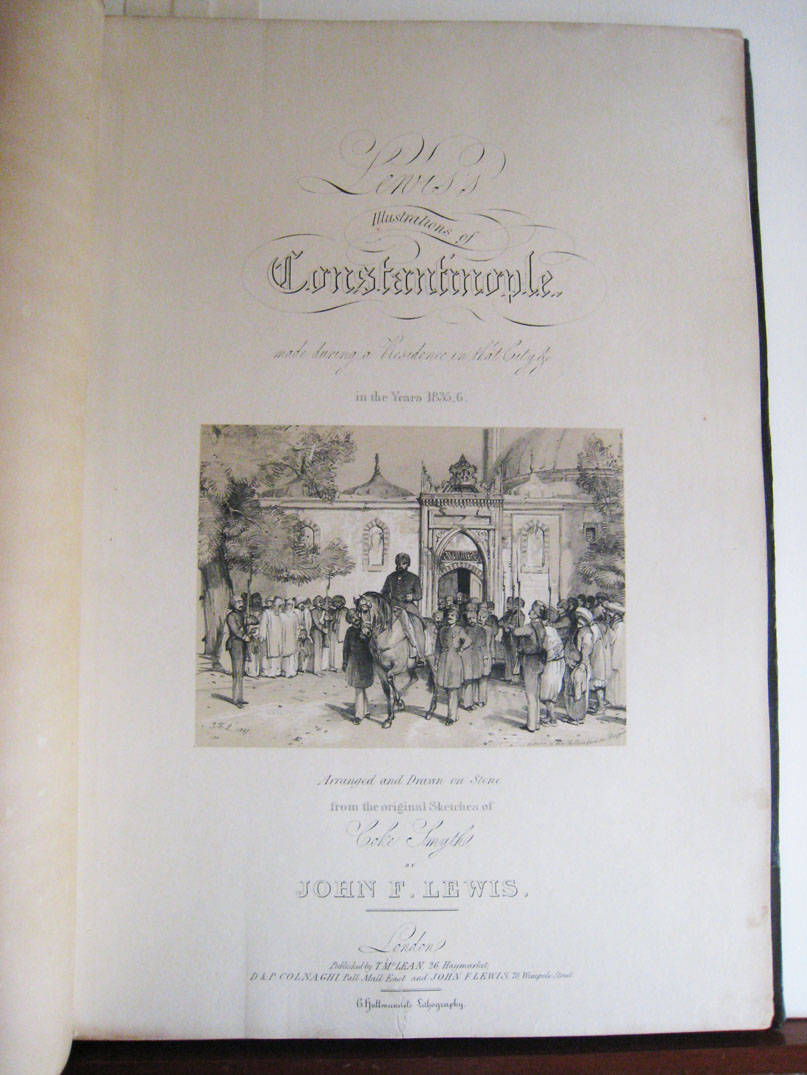 Lewis's
Illustrations of
Constantinople.
made during a Residence in that City &c
in the Years 1835,6.
Arranged and Drawn on Stone
from the original Sketches of
Coke Smyth
BY
JOHN F. LEWIS.
London
Published by T. McLEAN, 26 Haymarket,
D & P. COLNAGHI Pall Mall East and JOHN F. LEWIS, 78 Wimpole Street
C. Hullmandel's Lithography.